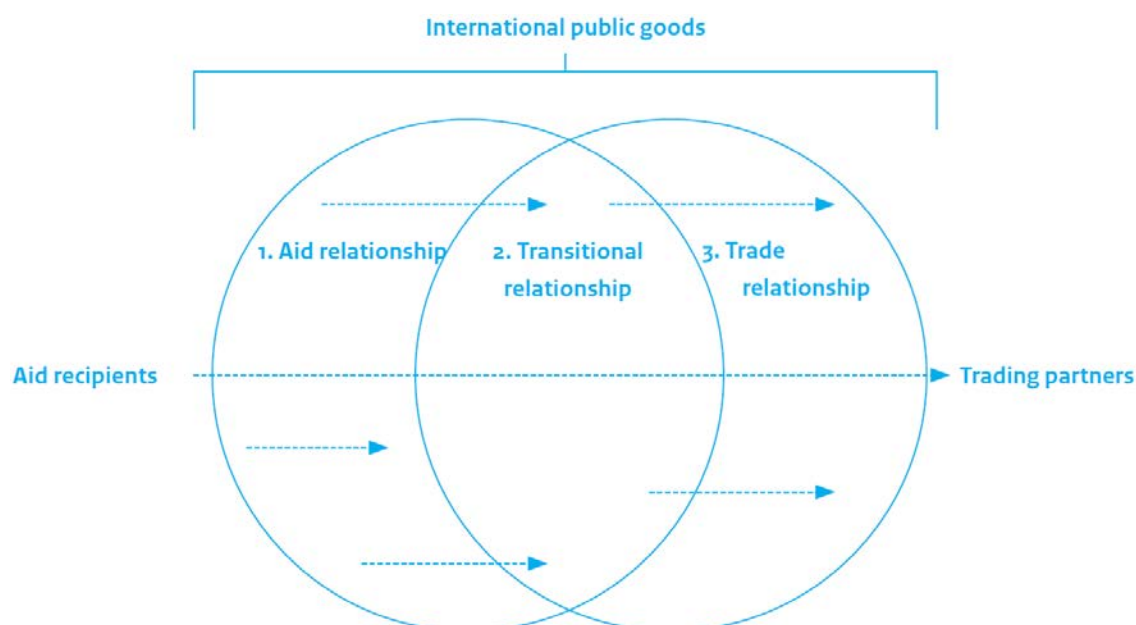 International public goods
1. Aid relationship
2. Transitional
relationship
3. Trade
relationship
Aid recipients
Trading partners